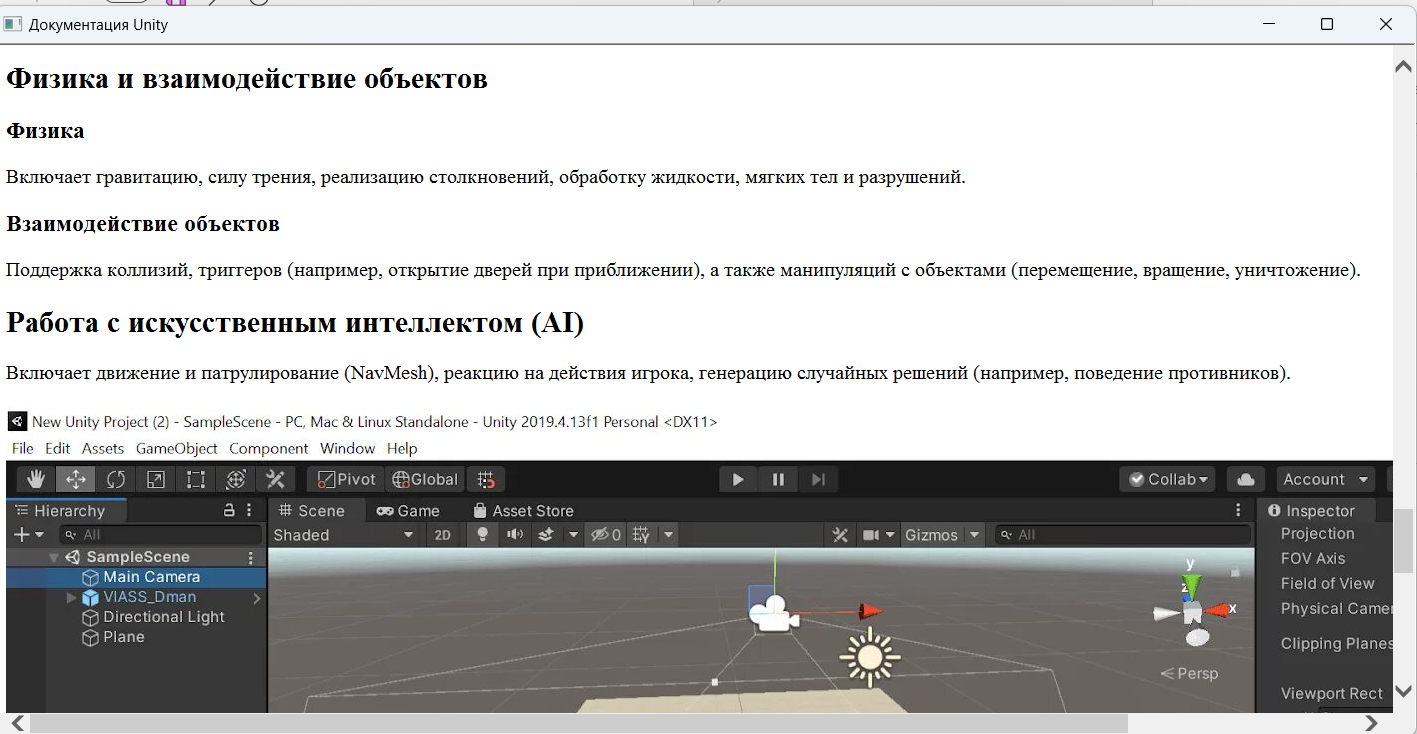 Документация Unity
Физика и взаимодействие объектов
Физика
Включает гравитацию, силу трения, реализацию столкновений, обработку жидкости, мягких тел и разрушений.
Взаимодействие объектов
Поддержка коллизий, триггеров (например, открытие дверей при приближении), а также манипуляций с объектами (перемещение, вращение, уничтожение).
Работа с искусственным интеллектом (AI)
Включает движение и патрулирование (NavMesh), реакцию на действия игрока, генерацию случайных решений (например, поведение противников).
New Unity Project (2) - SampleScene - PC, Mac & Linux Standalone - Unity 2019.4.13f1 Personal <DX11>
File Edit Assets GameObject Component Window Help
Pivot Global Collab Account
Hierarchy Scene Game Asset Store Inspector
All Shaded 2D 0 Gizmos All
Projection
SampleScene
FOV Axis
Main Camera
Field of View
VIASS_Dman
Physical Camer
Directional Light
Plane
Clipping Planes
y
z
x
Persp
Viewport Rect